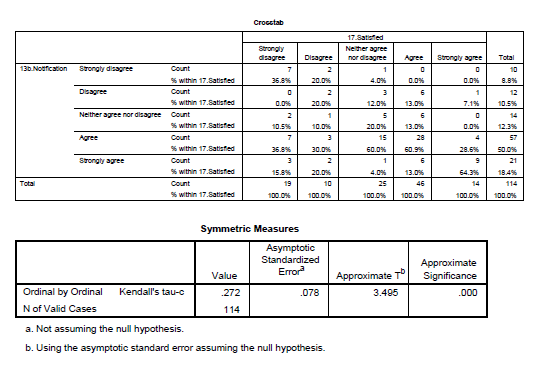 Crosstab
17.Satisfied
Strongly disagree Disagree Neither agree nor disagree Agree Strongly agree Total
13b.Notification Strongly disagree Count 7 2 1 0 0 10
% within 17.Satisfied 36.8% 20.0% 4.0% 0.0% 0.0% 8.8%
Disagree Count 0 2 3 6 1 12
% within 17.Satisfied 0.0% 20.0% 12.0% 13.0% 7.1% 10.5%
Neither agree nor disagree Count 2 1 5 6 0 14
% within 17.Satisfied 10.5% 10.0% 20.0% 13.0% 0.0% 12.3%
Agree Count 7 3 15 28 4 57
% within 17.Satisfied 36.8% 30.0% 60.0% 60.9% 28.6% 50.0%
Strongly agree Count 3 2 1 6 9 21
% within 17.Satisfied 15.8% 20.0% 4.0% 13.0% 64.3% 18.4%
Total Count 19 10 25 46 14 114
% within 17.Satisfied 100.0% 100.0% 100.0% 100.0% 100.0% 100.0%
Symmetric Measures
Value Asymptotic Standardized Error^a Approximate T^b Approximate Significance
Ordinal by Ordinal Kendall's tau-c .272 .078 3.495 .000
N of Valid Cases 114
a. Not assuming the null hypothesis.
b. Using the asymptotic standard error assuming the null hypothesis.